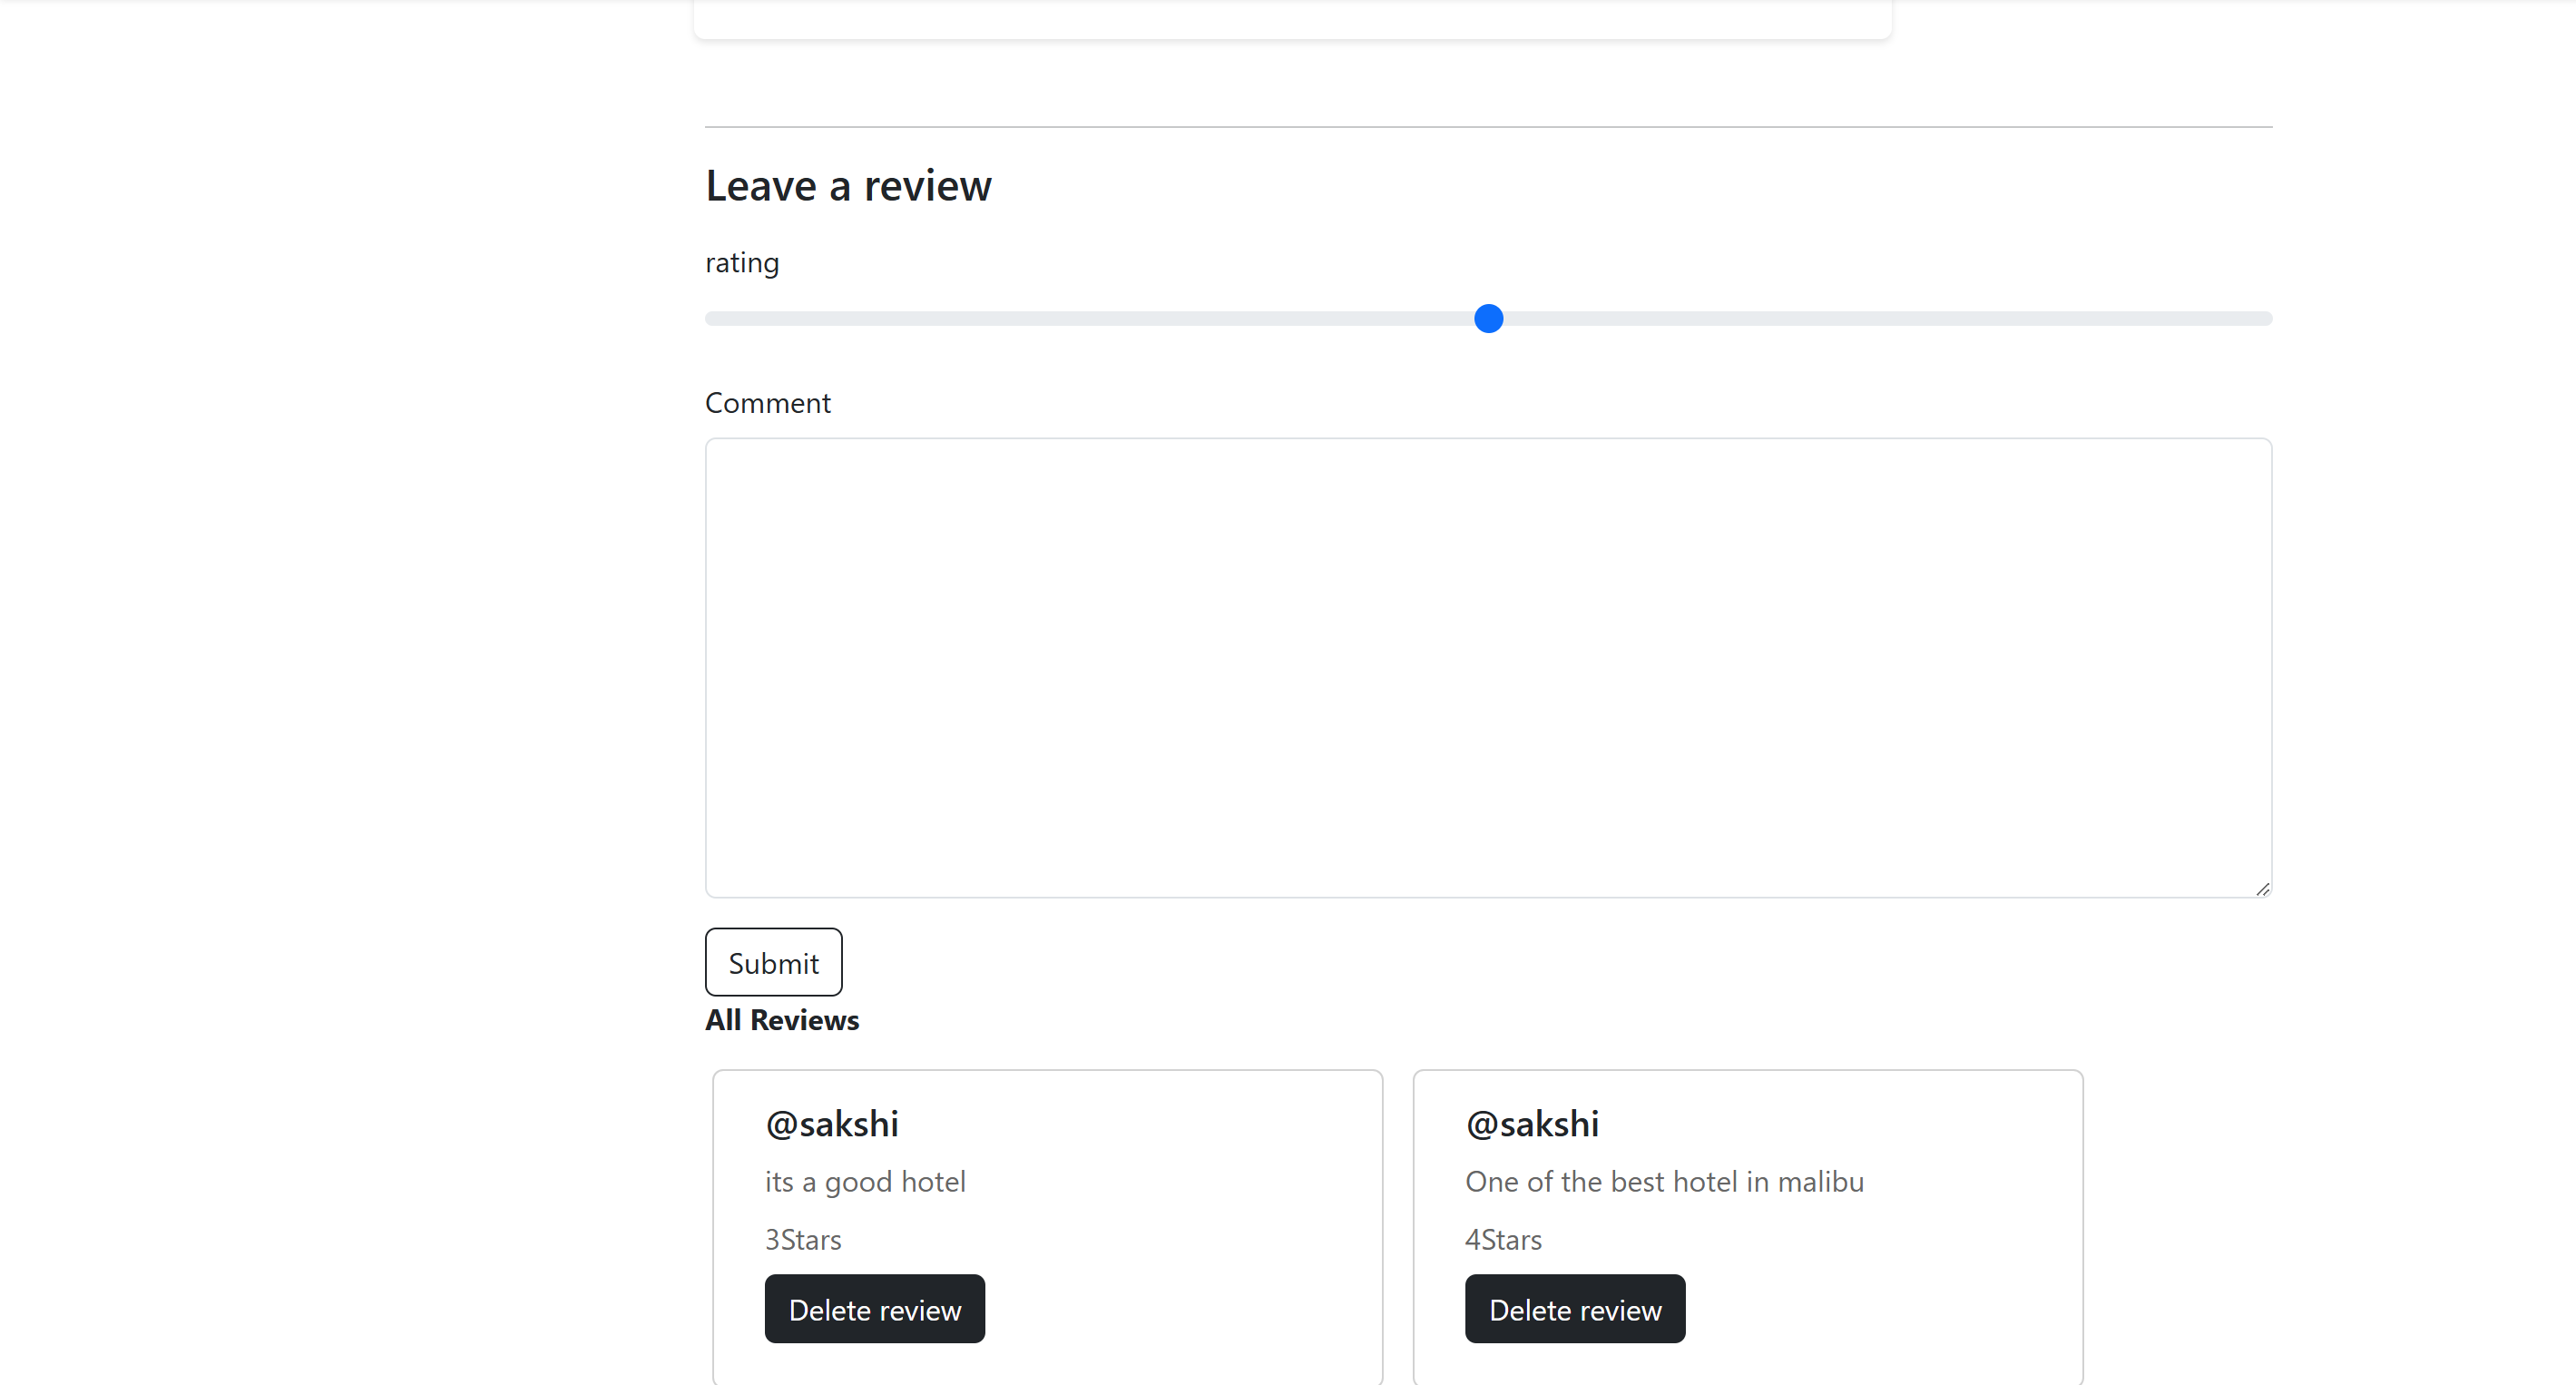 Leave a review
rating
Comment
Submit
All Reviews
@sakshi
its a good hotel
3Stars
Delete review
@sakshi
One of the best hotel in malibu
4Stars
Delete review